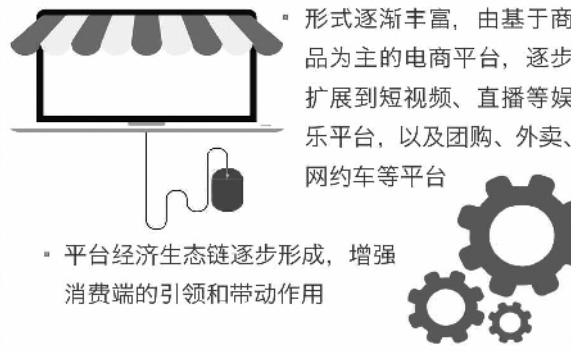 形式逐渐丰富，由基于商
品为主的电商平台，逐步
扩展到短视频、直播等娱
乐平台，以及团购、外卖、
网约车等平台
平台经济生态链逐步形成，增强
消费端的引领和带动作用